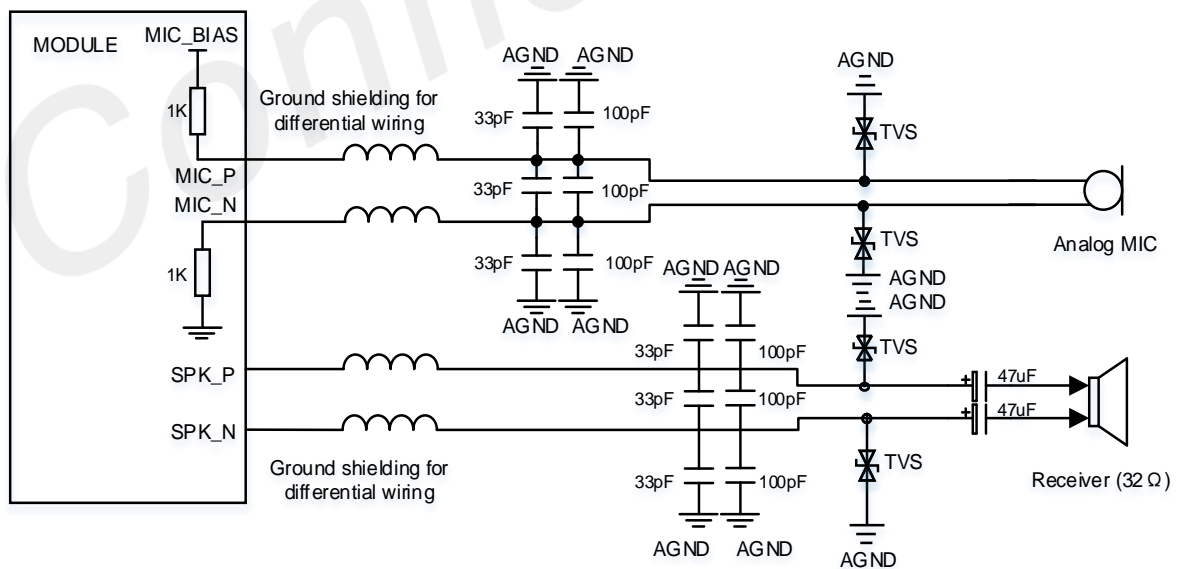 MODULE
MIC_BIAS
1K
Ground shielding for
differential wiring
MIC_P
MIC_N
1K
AGND
AGND
33pF
100pF
33pF
100pF
33pF
100pF
AGND
AGND
AGND
TVS
TVS
AGND
Analog MIC
SPK_P
SPK_N
Ground shielding for
differential wiring
AGND
AGND
33pF
100pF
33pF
100pF
33pF
100pF
AGND
AGND
AGND
TVS
+
47uF
+
47uF
TVS
AGND
Receiver (32Ω)